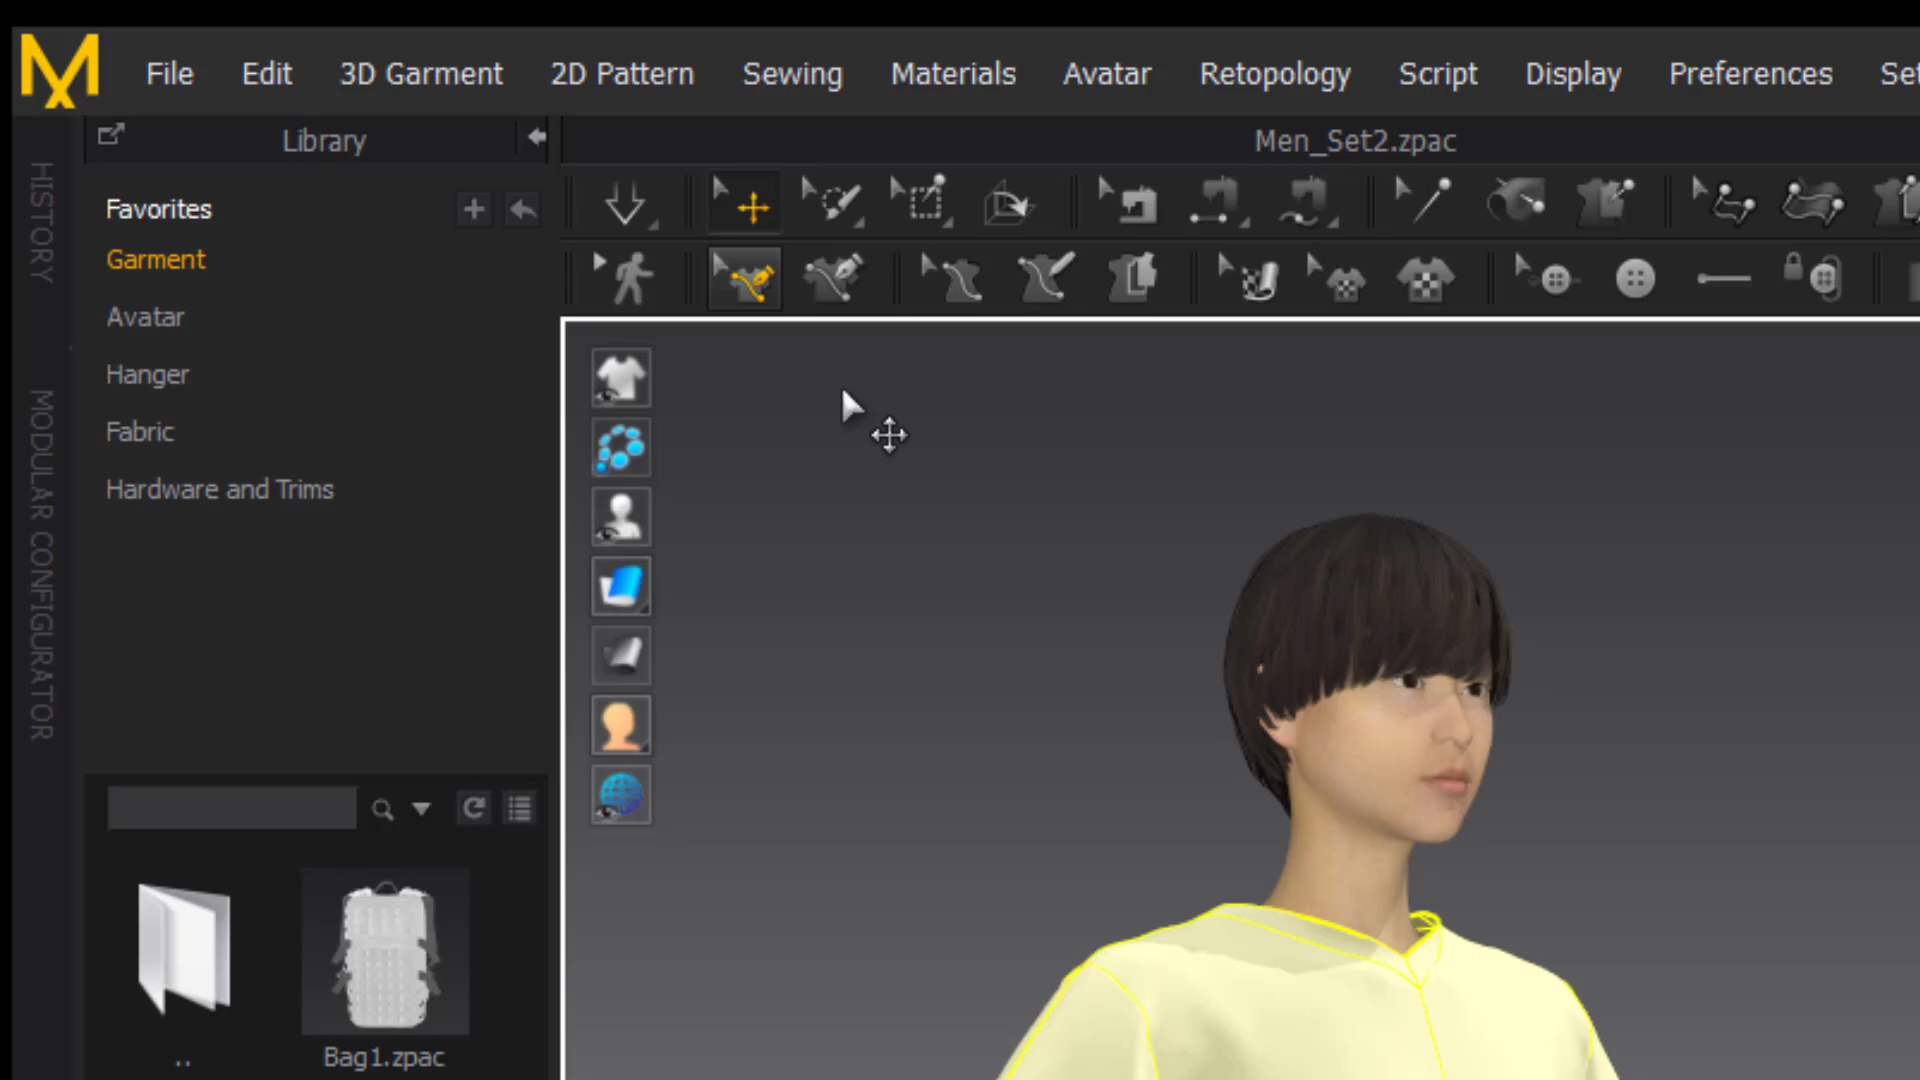 File Edit 3D Garment 2D Pattern Sewing Materials Avatar Retopology Script Display Preferences
Library
Men_Set2.zpac
HISTORY
MODULAR CONFIGURATOR
Favorites
Garment
Avatar
Hanger
Fabric
Hardware and Trims
..
Bag1.zpac